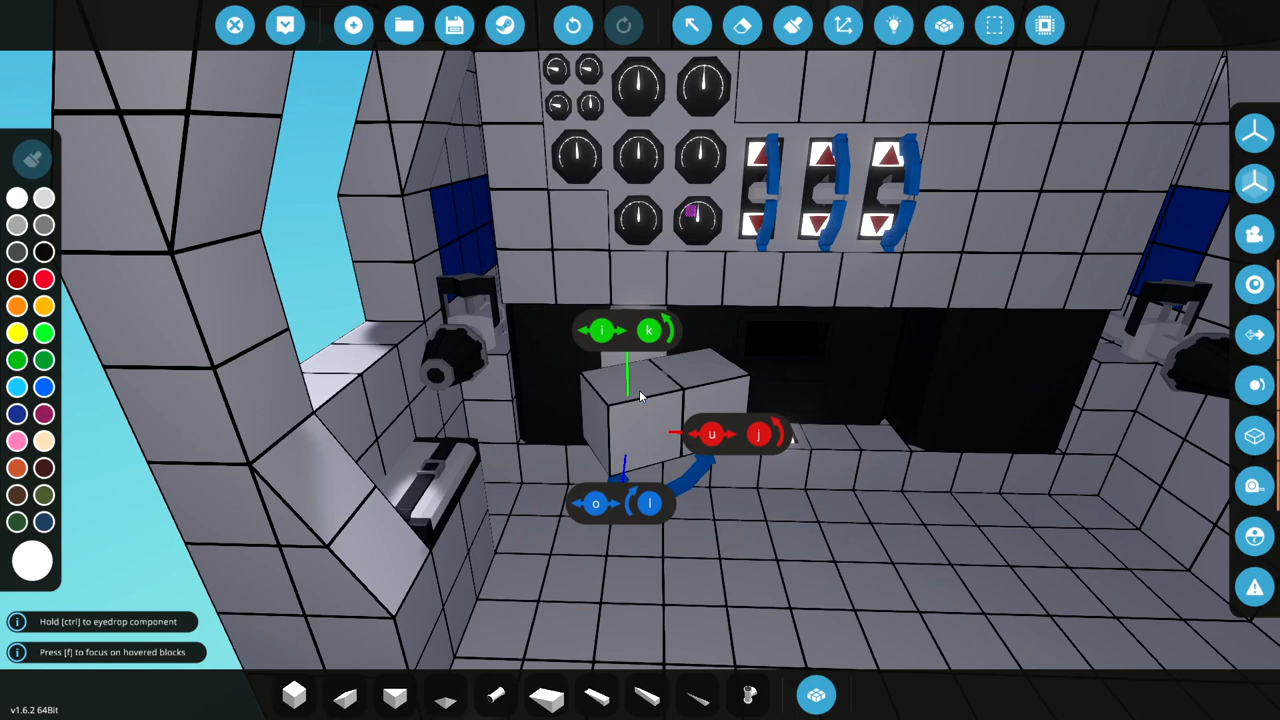 i k
u j
o l
Hold [ctrl] to eyedrop component
Press [f] to focus on hovered blocks
v1.6.2 64Bit